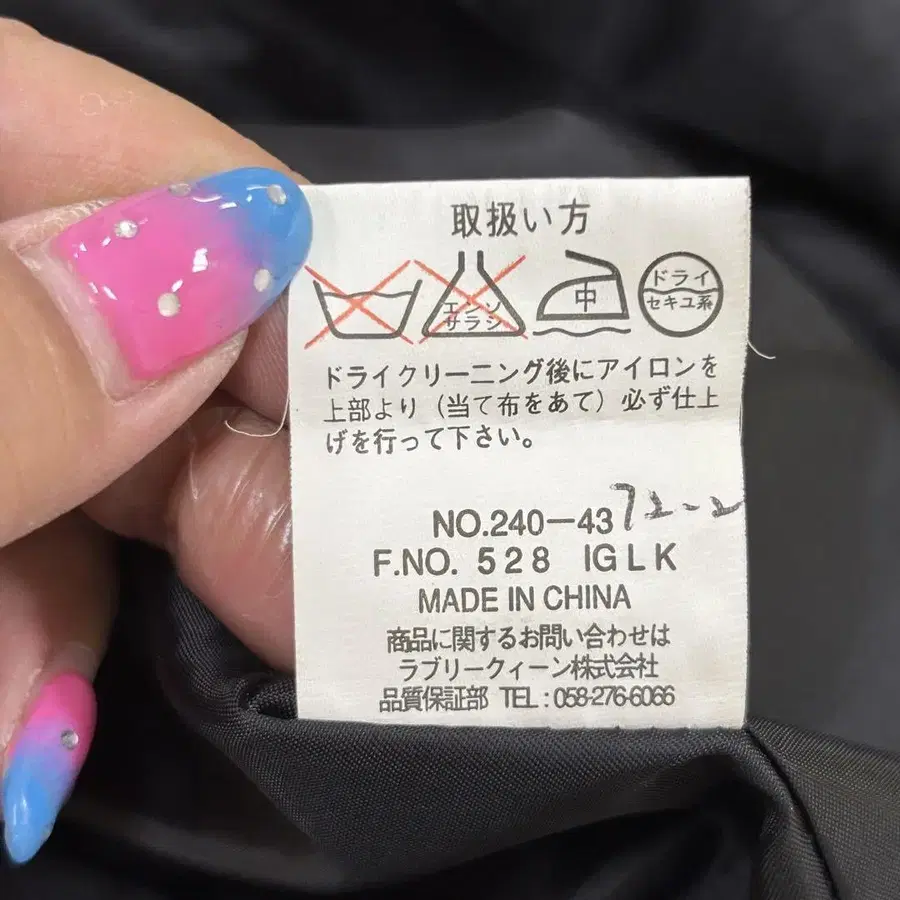 取扱い方
エンソ
サラシ
中
ドライ
セキユ系
ドライクリーニング後にアイロンを
上部より（当て布をあて）必ず仕上
げを行って下さい。
NO.240-43
72-2
F.NO. 528 IGLK
MADE IN CHINA
商品に関するお問い合わせは
ラブリークィーン株式会社
品質保証部 TEL:058-276-6066